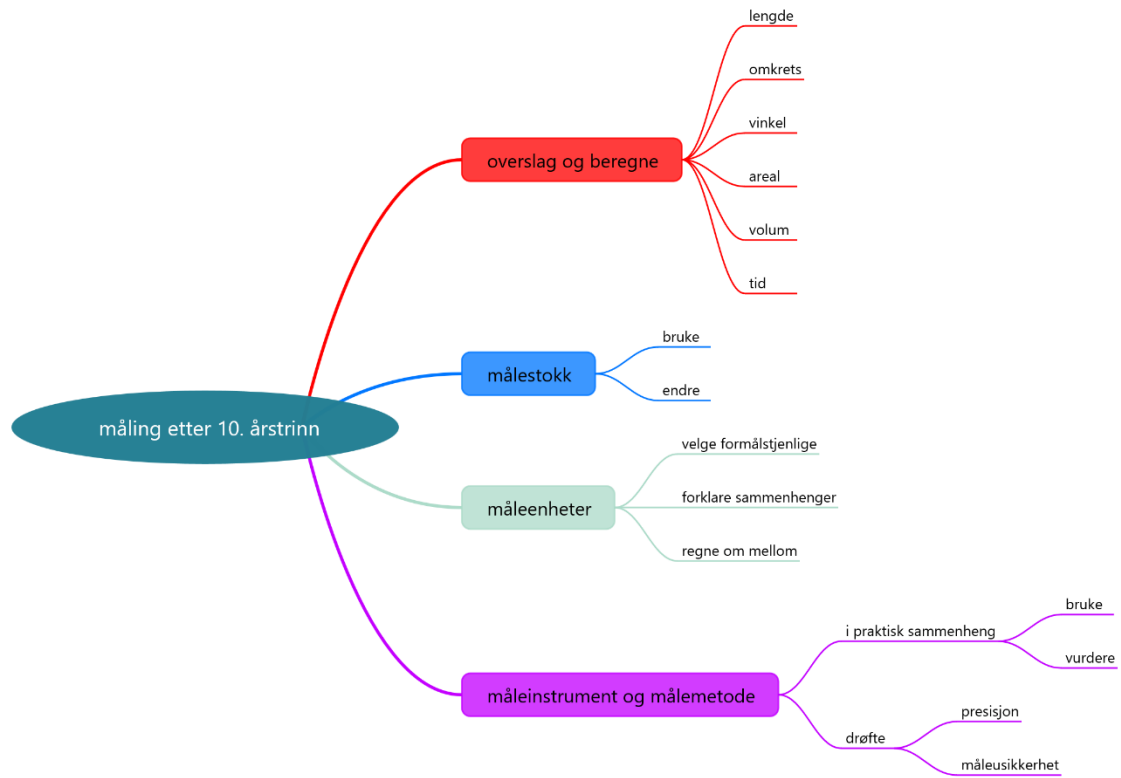 måling etter 10. årstrinn
overslag og beregne
lengde
omkrets
vinkel
areal
volum
tid
målestokk
bruke
endre
måleenheter
velge formålstjenlige
forklare sammenhenger
regne om mellom
måleinstrument og målemetode
i praktisk sammenheng
bruke
vurdere
drøfte
presisjon
måleusikkerhet